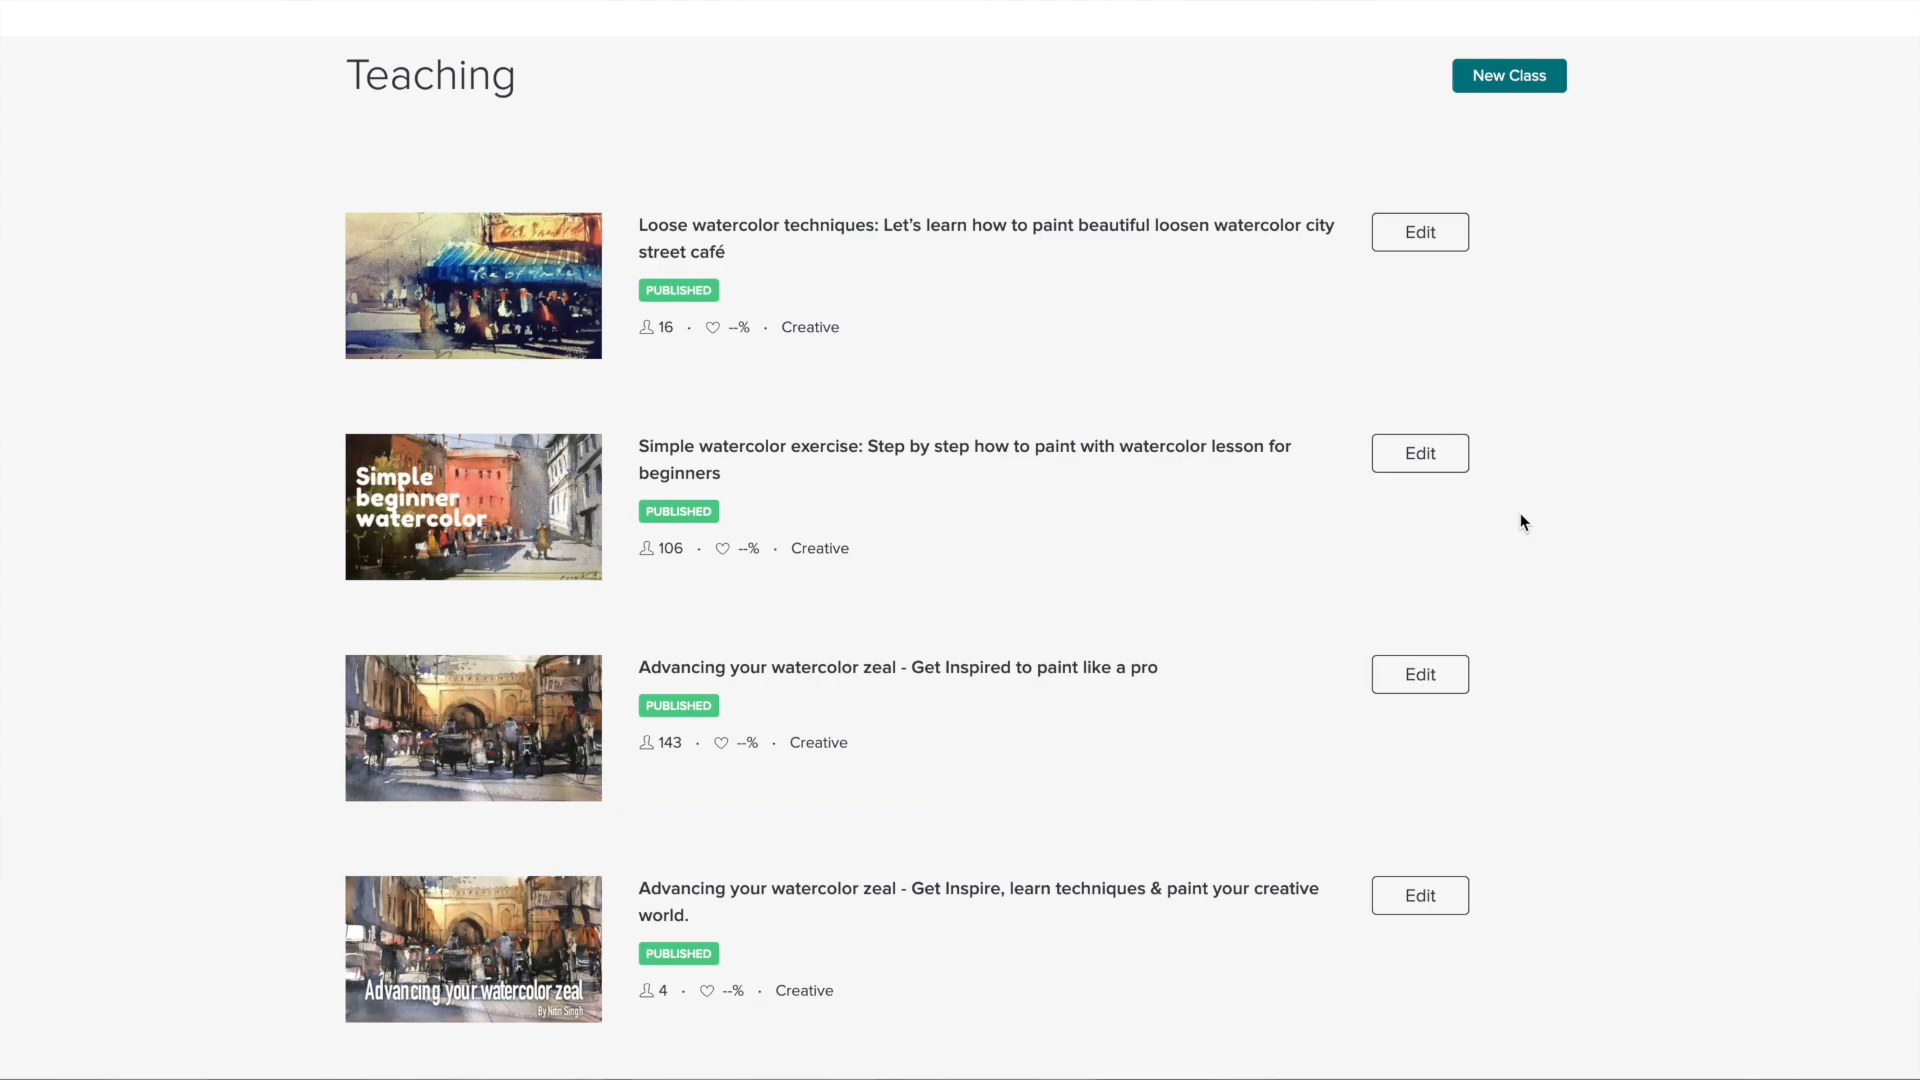 Teaching
New Class
Loose watercolor techniques: Let’s learn how to paint beautiful loosen watercolor city
street café
Edit
PUBLISHED
16 · --% · Creative
Simple
beginner
watercolor
Simple watercolor exercise: Step by step how to paint with watercolor lesson for
beginners
Edit
PUBLISHED
106 · --% · Creative
Advancing your watercolor zeal - Get Inspired to paint like a pro
Edit
PUBLISHED
143 · --% · Creative
Advancing your watercolor zeal
By Nitin Singh
Advancing your watercolor zeal - Get Inspire, learn techniques & paint your creative
world.
Edit
PUBLISHED
4 · --% · Creative